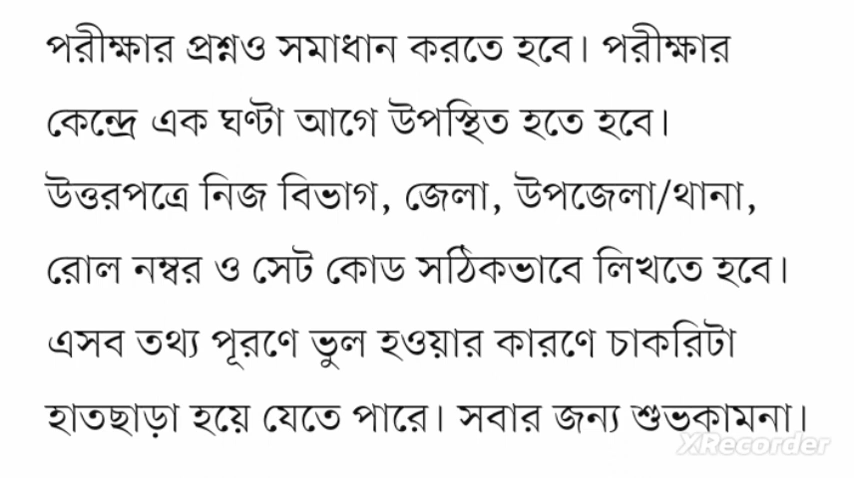 পরীক্ষার প্রশ্নও সমাধান করতে হবে। পরীক্ষার
কেন্দ্রে এক ঘণ্টা আগে উপস্থিত হতে হবে।
উত্তরপত্রে নিজ বিভাগ, জেলা, উপজেলা/থানা,
রোল নম্বর ও সেট কোড সঠিকভাবে লিখতে হবে।
এসব তথ্য পূরণে ভুল হওয়ার কারণে চাকরিটা
হাতছাড়া হয়ে যেতে পারে। সবার জন্য শুভকামনা।
XRecorder